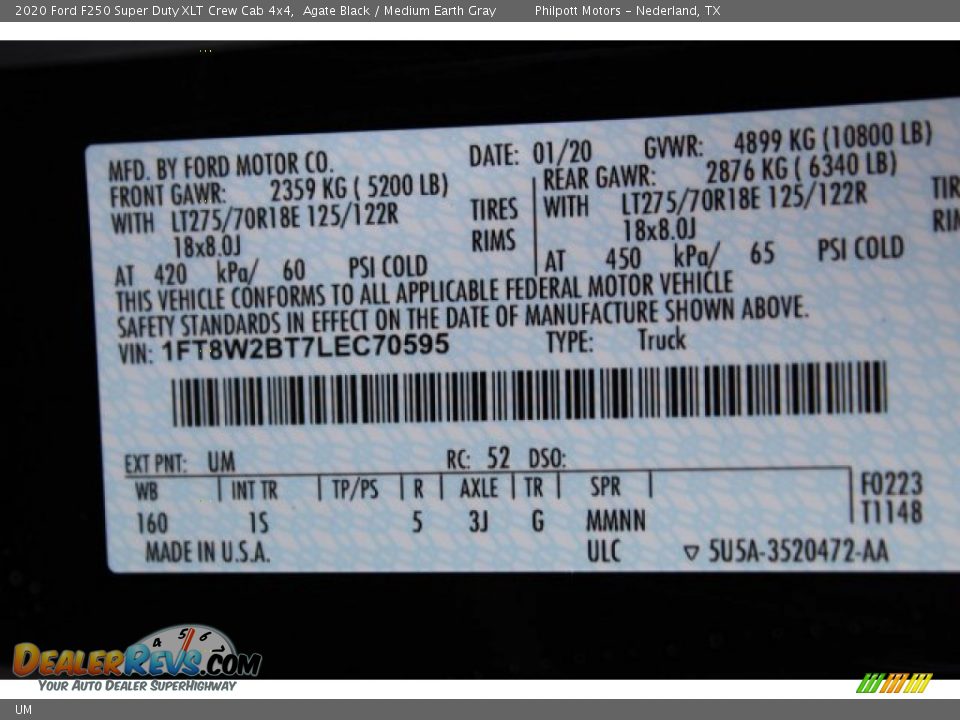 2020 Ford F250 Super Duty XLT Crew Cab 4x4, Agate Black / Medium Earth Gray Philpott Motors - Nederland, TX
MFD. BY FORD MOTOR CO. DATE: 01/20 GVWR: 4899 KG (10800 LB)
FRONT GAWR: 2359 KG ( 5200 LB) REAR GAWR: 2876 KG ( 6340 LB)
WITH LT275/70R18E 125/122R TIRES WITH LT275/70R18E 125/122R TIR
18x8.0J RIMS 18x8.0J RIM
AT 420 kPa/ 60 PSI COLD AT 450 kPa/ 65 PSI COLD
THIS VEHICLE CONFORMS TO ALL APPLICABLE FEDERAL MOTOR VEHICLE
SAFETY STANDARDS IN EFFECT ON THE DATE OF MANUFACTURE SHOWN ABOVE.
VIN: 1FT8W2BT7LEC70595 TYPE: Truck
EXT PNT: UM RC: 52 DSO:
WB INT TR TP/PS R AXLE TR SPR F0223
160 1S 5 3J G MMNN T1148
MADE IN U.S.A. ULC 5U5A-3520472-AA
4 5 6
DealerRevs.com
Your Auto Dealer SuperHighway
UM